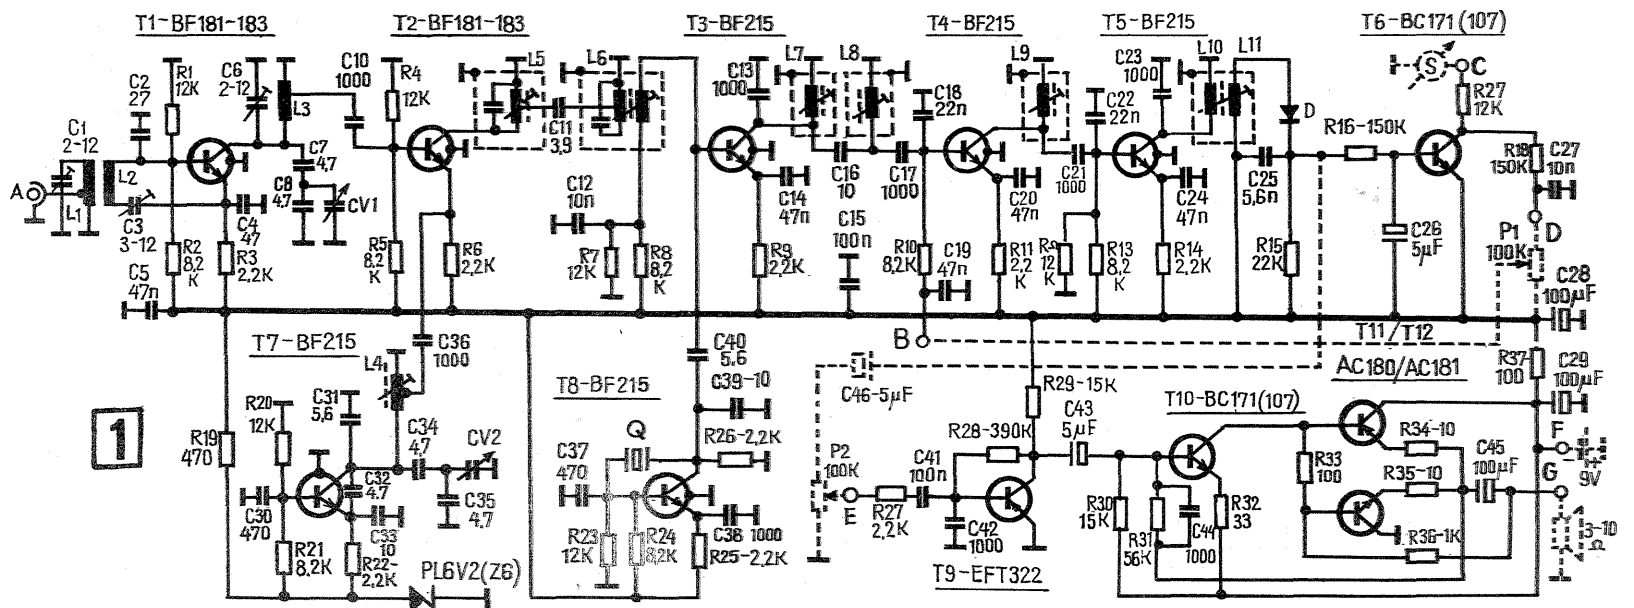 T1-BF181-183
T2-BF181-183
T3-BF215
T4-BF215
T5-BF215
T6-BC171(107)
C1
2-12
C2
27
R1
12K
C6
2-12
L3
C10
1000
R4
12K
L5
L6
C11
3,9
C13
1000
L7
L8
C18
22n
L9
C22
22n
C23
1000
L10
L11
D
S
C
R27
12K
R16-150K
R18
150K
C27
10n
A
L1
L2
C3
3-12
C4
47
C7
4,7
C8
4,7
CV1
C12
10n
C14
47n
C16
10
C17
1000
C20
47n
C21
1000
C24
47n
C25
5,6n
C26
5µF
P1
100K
D
C5
47n
R2
8,2
K
R3
2,2K
R5
8,2
K
R6
2,2K
R7
12K
R8
8,2
K
R9
2,2K
C15
100n
R10
8,2K
C19
47n
R11
2,2
K
12
K
R13
8,2
K
R14
2,2K
R15
22K
C28
100µF
B
T7-BF215
C36
1000
C40
5,6
T8-BF215
C39-10
C46-5µF
T11/T12
AC180/AC181
R37
100
C29
100µF
1
R19
470
R20
12K
C31
5,6
L4
C34
4,7
CV2
C32
4,7
C35
4,7
C30
470
C33
10
R21
8,2K
R22-
2,2K
PL6V2(Z6)
C37
470
Q
R26-2,2K
R23
12K
R24
8,2K
C38 1000
R25-2,2K
P2
100K
E
R27
2,2K
C41
100n
R28-390K
R29-15K
C43
5µF
C42
1000
T9-EFT322
T10-BC171(107)
R30
15K
R31
56K
C44
1000
R32
33
R33
100
R34-10
R35-10
R36-1K
C45
100µF
F
-
+
9V
G
3-10
Ω